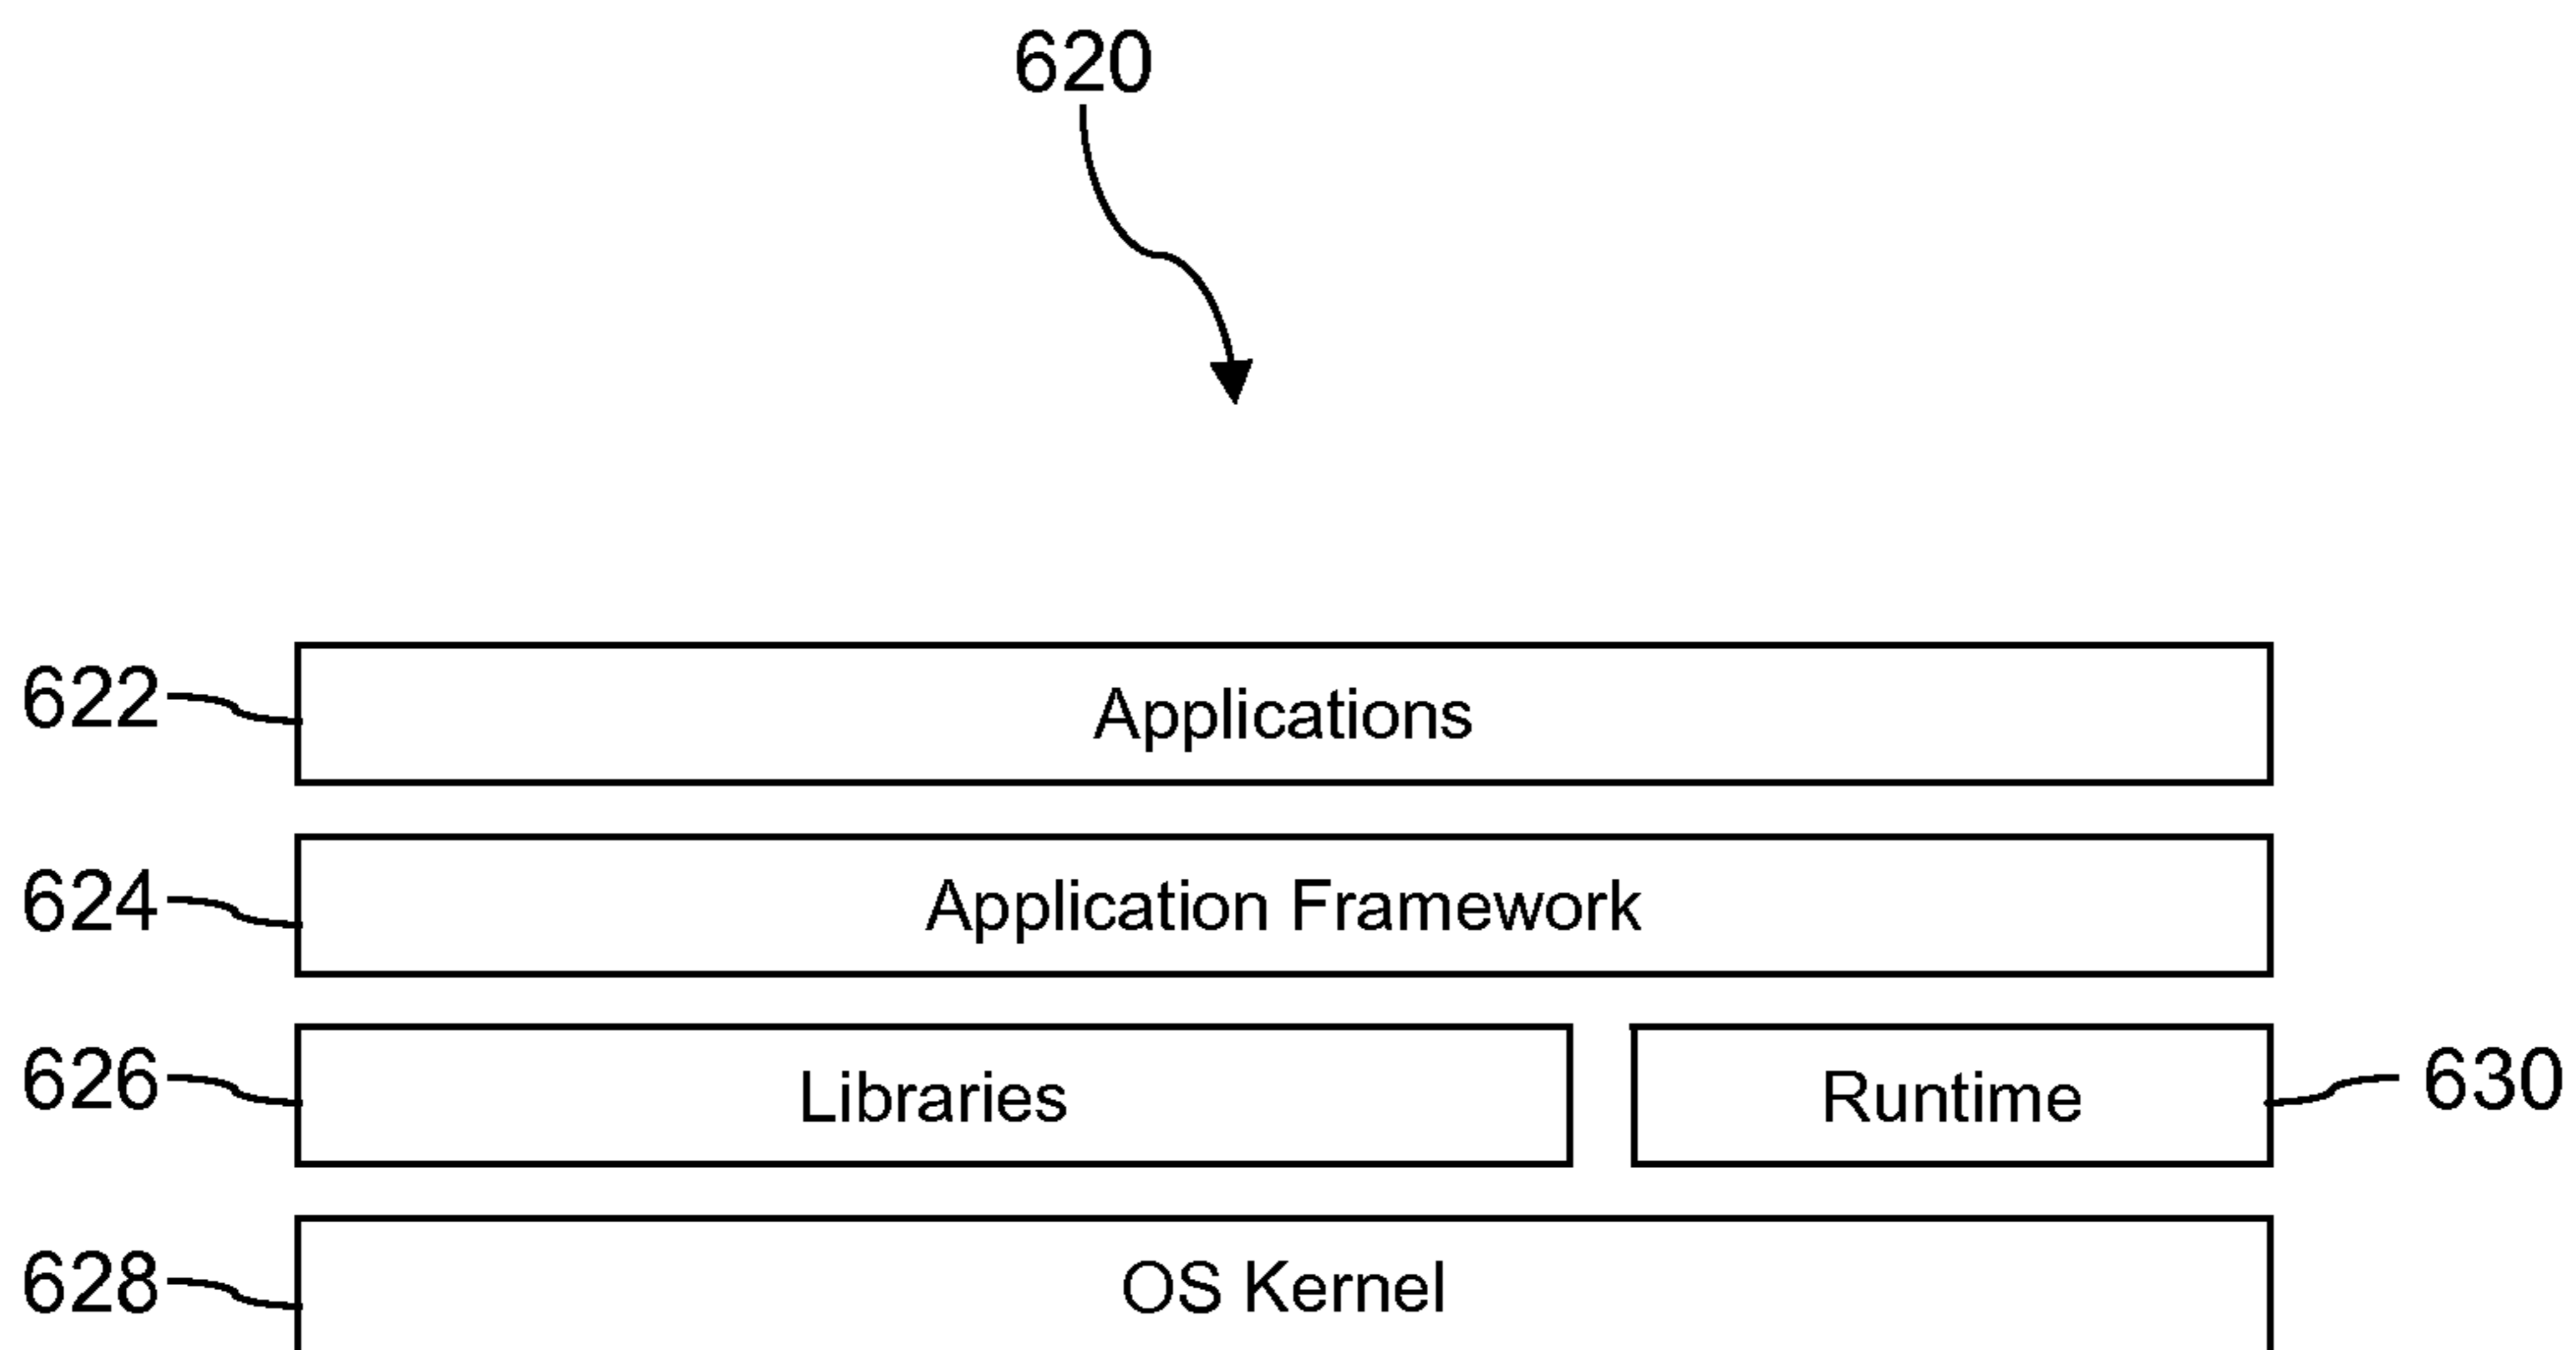 620
622 Applications
624 Application Framework
626 Libraries Runtime 630
628 OS Kernel